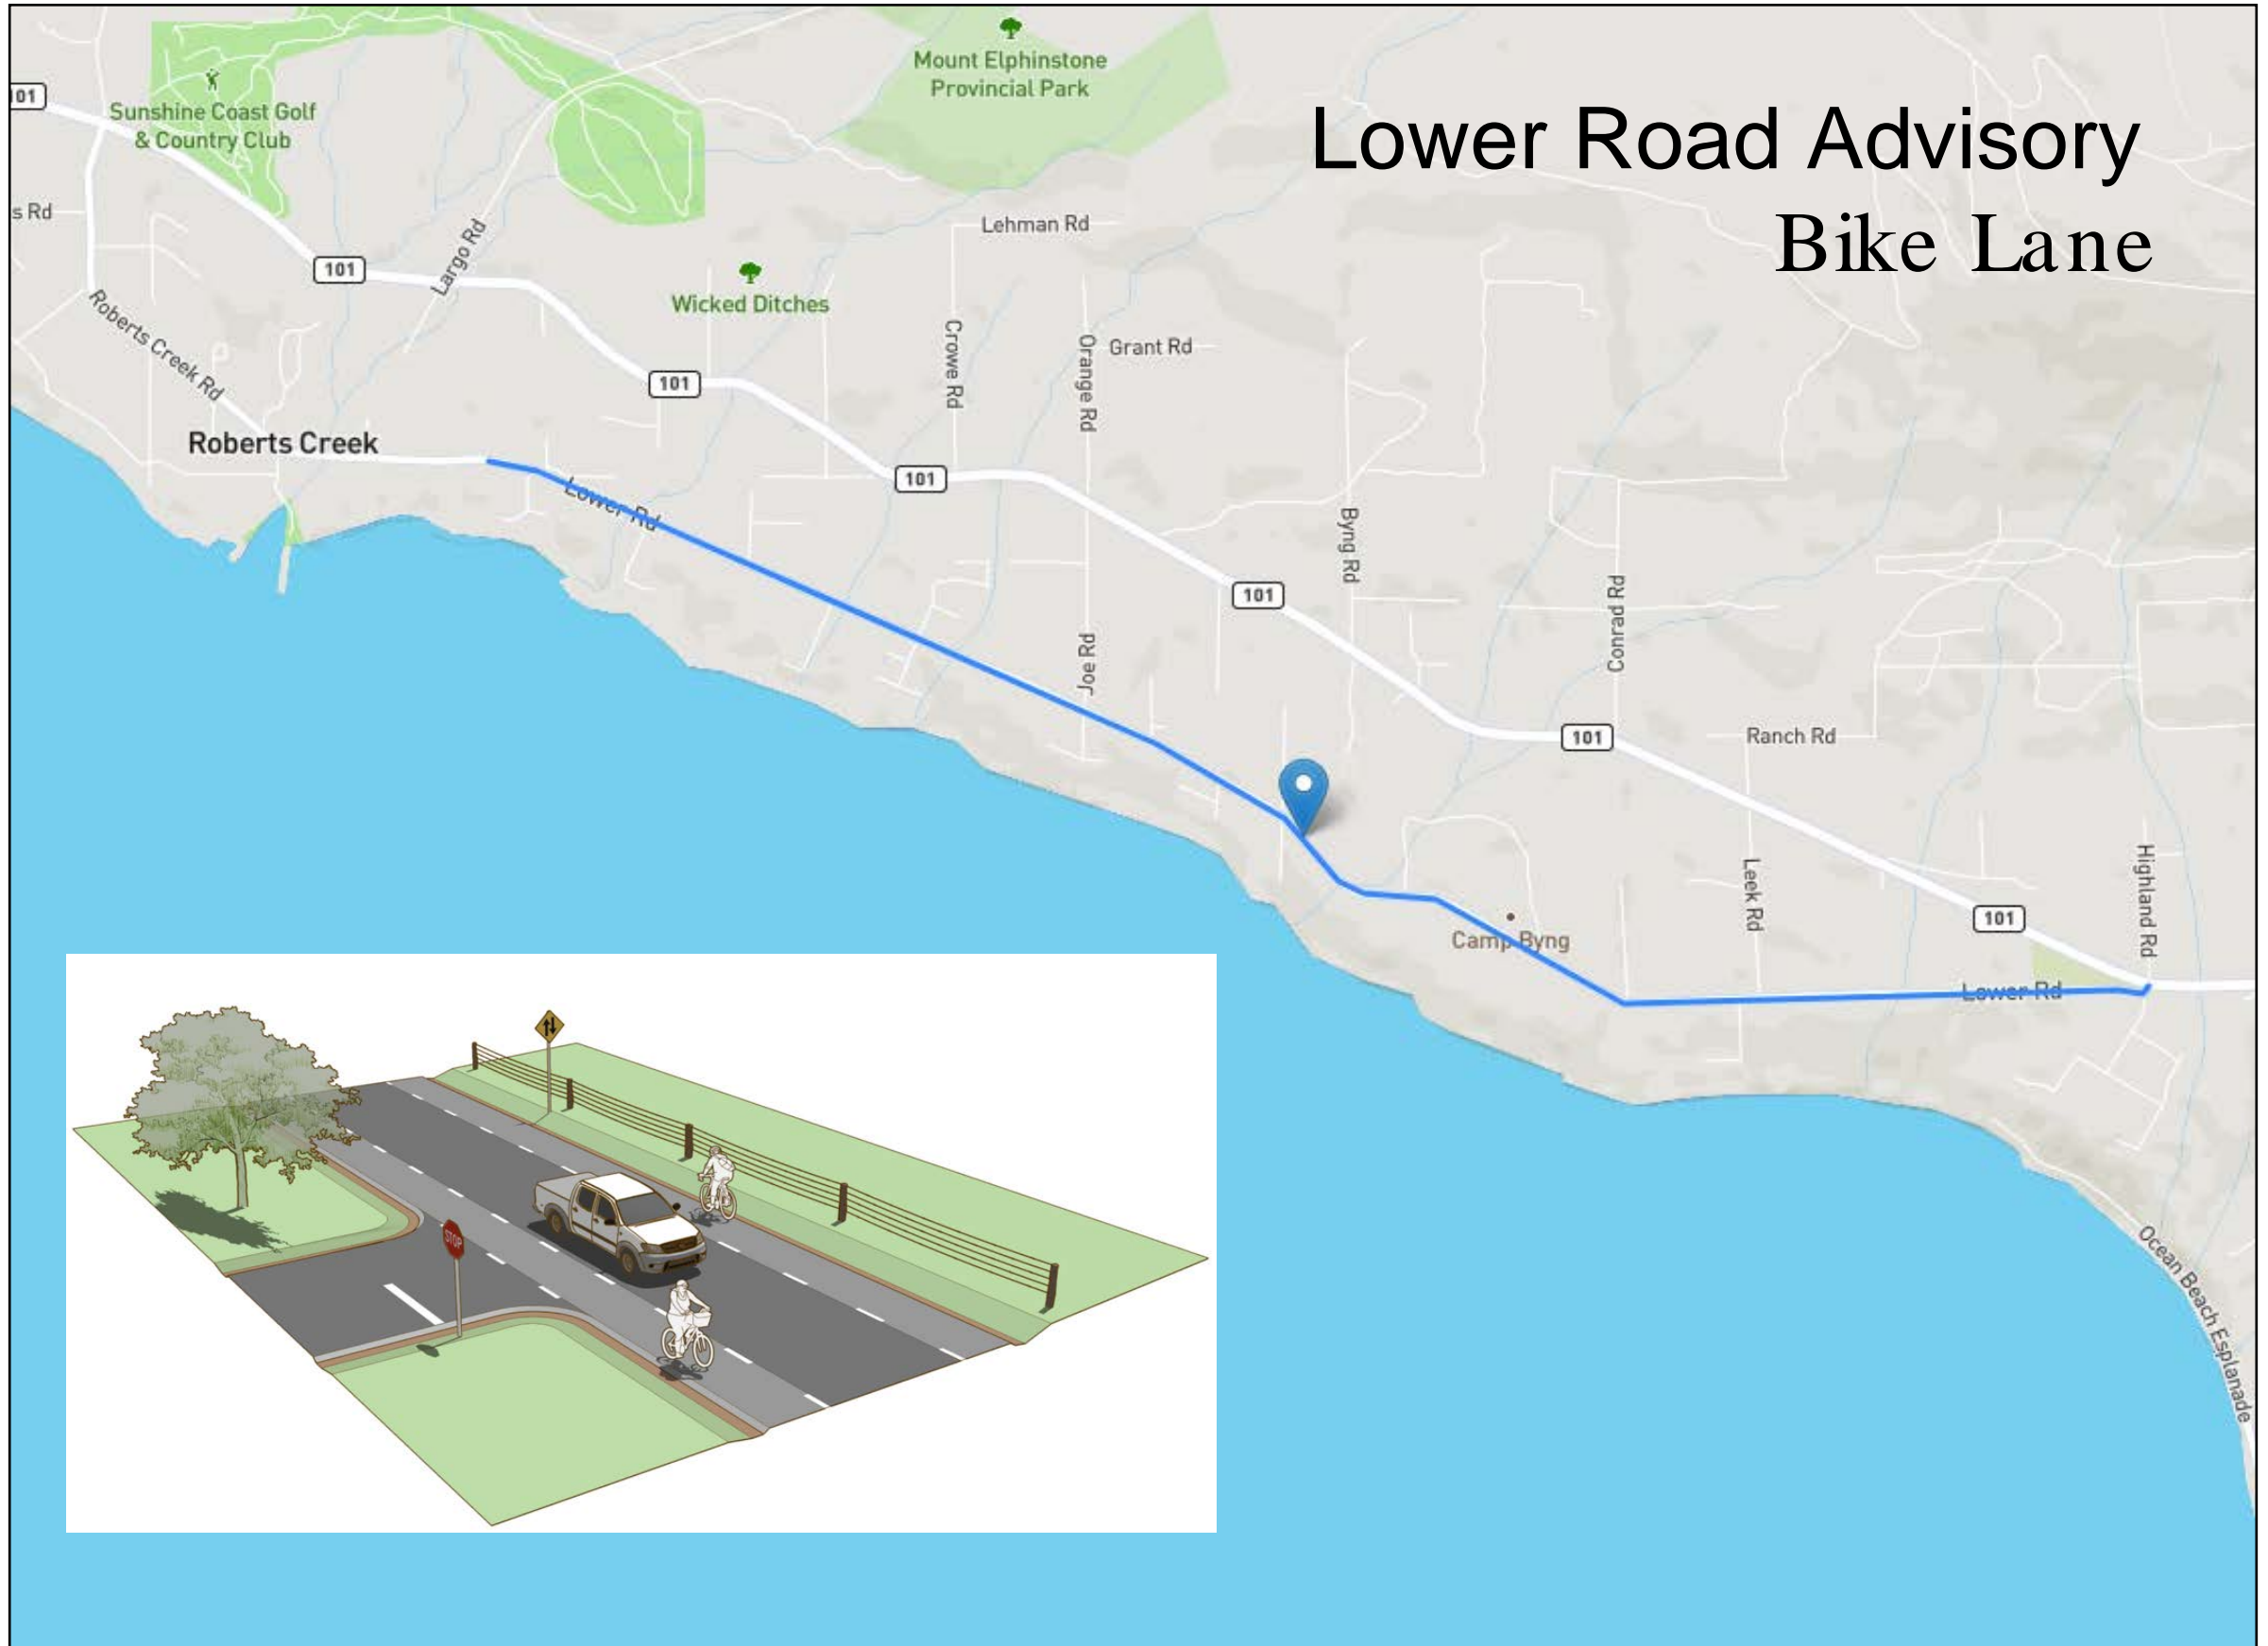 Mount Elphinstone
Provincial Park
101
Sunshine Coast Golf
& Country Club
Lower Road Advisory
Bike Lane
s Rd
Lehman Rd
Largo Rd
101
Wicked Ditches
Roberts Creek Rd
Crowe Rd
Orange Rd
Grant Rd
101
Roberts Creek
101
Lower Rd
Byng Rd
101
Conrad Rd
Joe Rd
101
Ranch Rd
Leek Rd
Highland Rd
101
Camp Byng
Lower Rd
STOP
Ocean Beach Esplanade